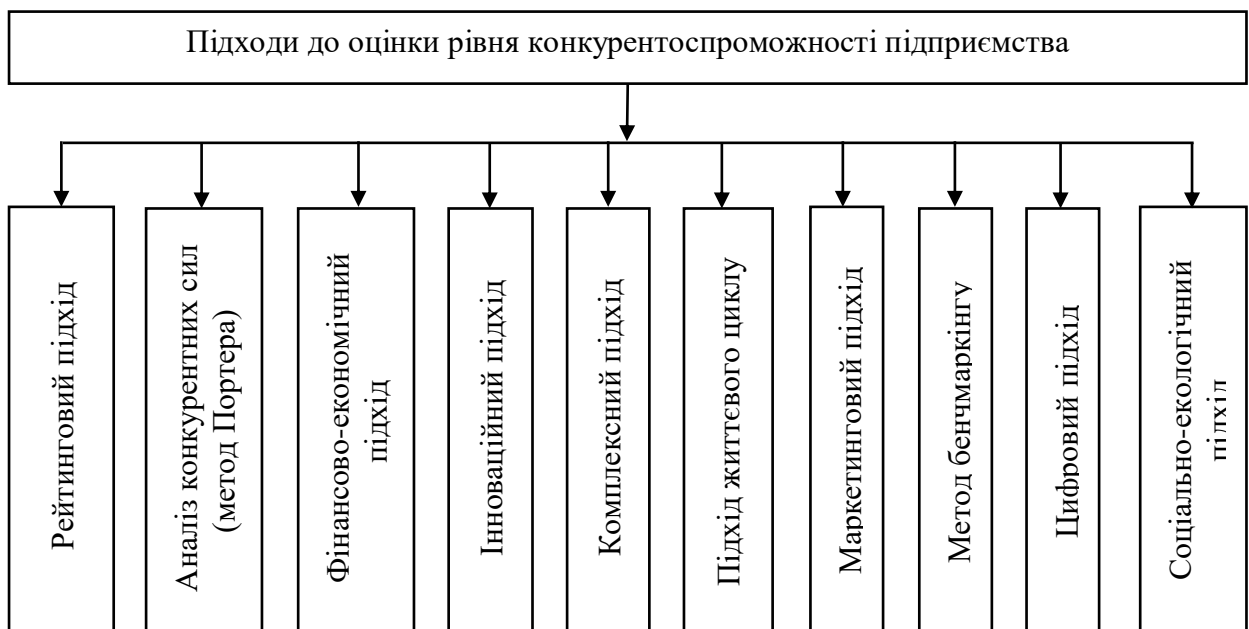 Підходи до оцінки рівня конкурентоспроможності підприємства
Рейтинговий підхід
Аналіз конкурентних сил
(метод Портера)
Фінансово-економічний
підхід
Інноваційний підхід
Комплексний підхід
Підхід життєвого циклу
Маркетинговий підхід
Метод бенчмаркінгу
Цифровий підхід
Соціально-екологічний
підхід